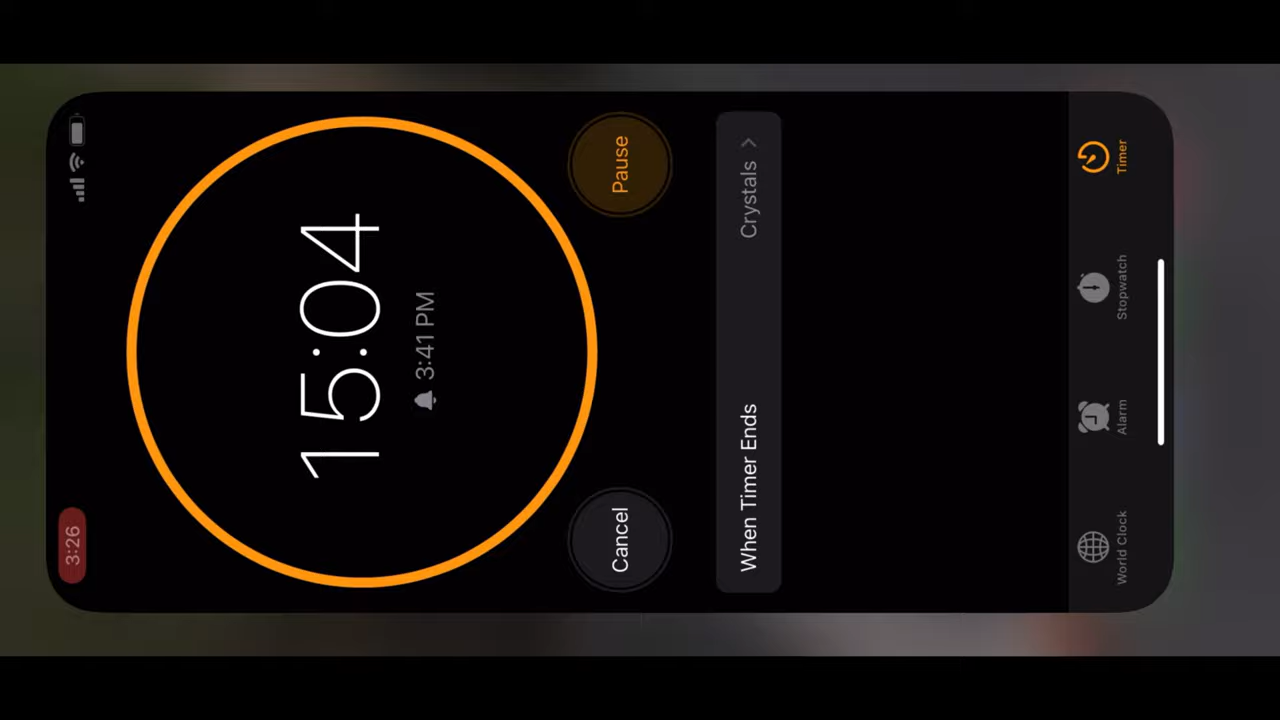 3:26
15:04
3:41 PM
Cancel
Pause
When Timer Ends
Crystals
World Clock
Alarm
Stopwatch
Timer